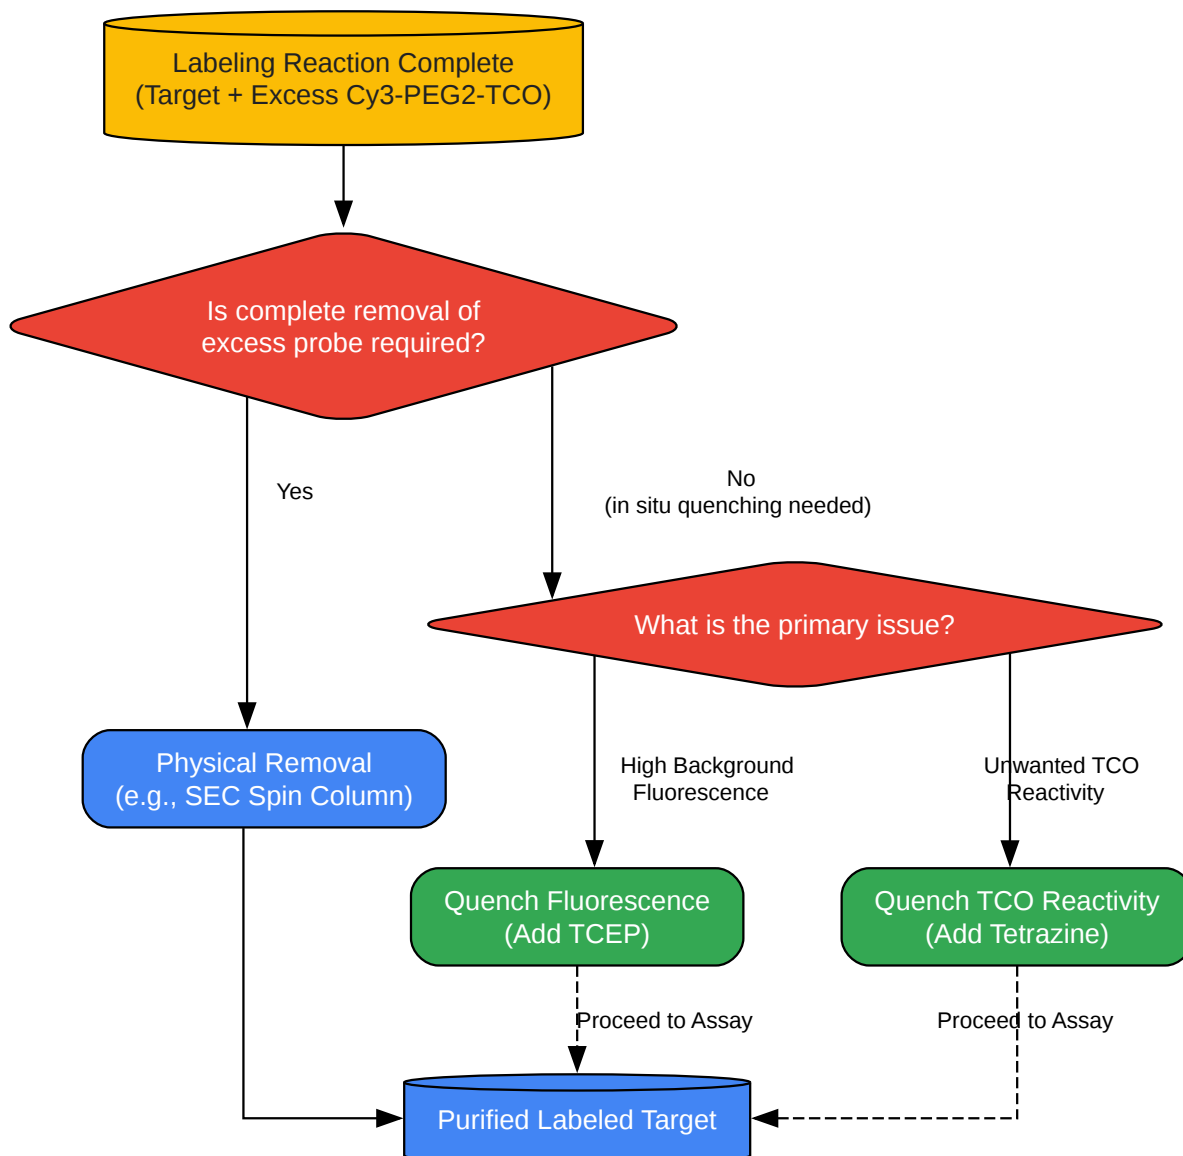 Labeling Reaction Complete
(Target + Excess Cy3-PEG2-TCO)
Is complete removal of
excess probe required?
Yes
No
(in situ quenching needed)
What is the primary issue?
Physical Removal
(e.g., SEC Spin Column)
High Background
Fluorescence
Unwanted TCO
Reactivity
Quench Fluorescence
(Add TCEP)
Quench TCO Reactivity
(Add Tetrazine)
Proceed to Assay
Proceed to Assay
Purified Labeled Target